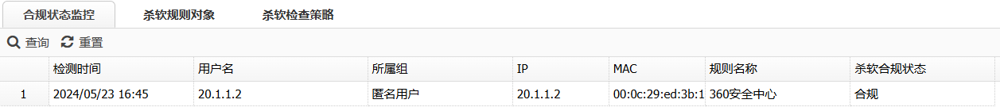 合规状态监控 杀软规则对象 杀软检查策略
查询 重置
检测时间 用户名 所属组 IP MAC 规则名称 杀软合规状态
1 2024/05/23 16:45 20.1.1.2 匿名用户 20.1.1.2 00:0c:29:ed:3b:1 360安全中心 合规